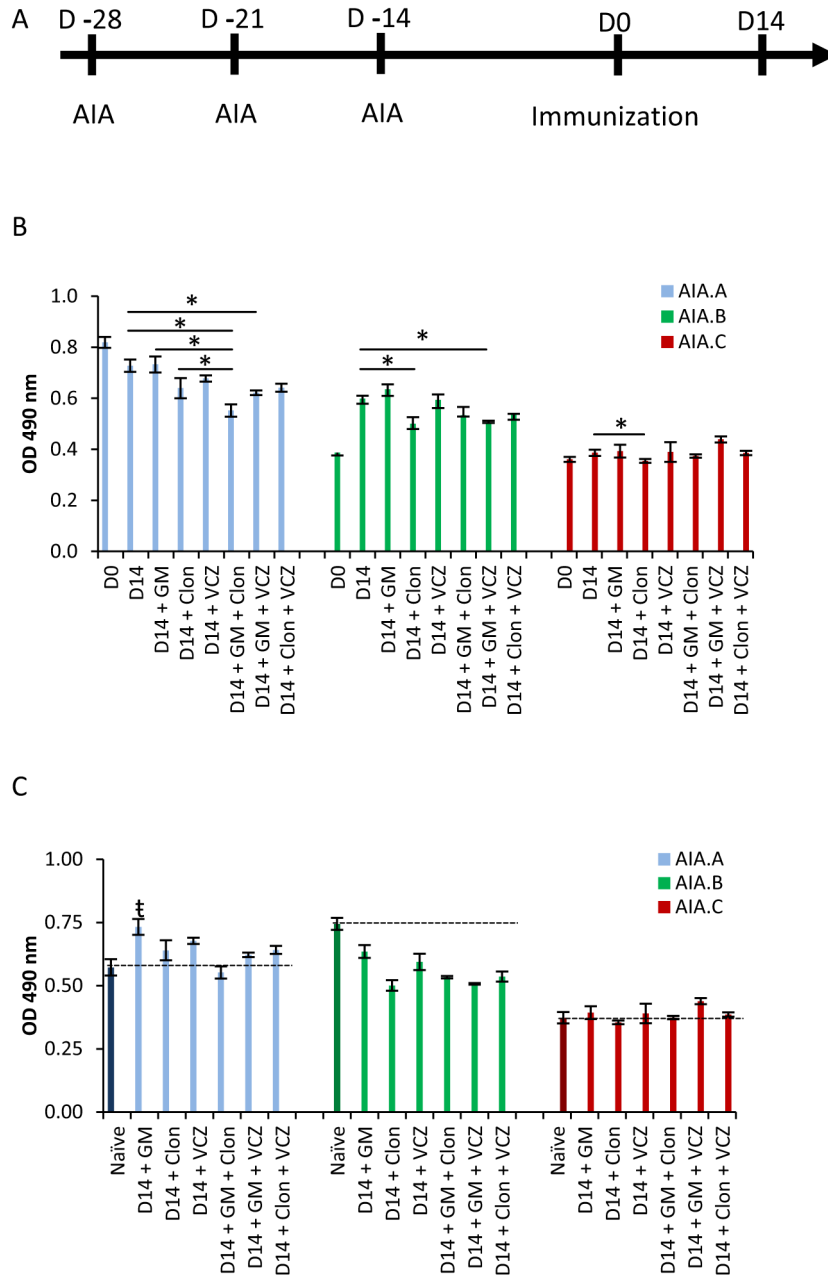 A
D -28 D -21 D -14 D0 D14
AIA AIA AIA Immunization
B
OD 490 nm
1.0
0.8
0.6
0.4
0.2
0.0
* * * *
* *
*
AIA.A
AIA.B
AIA.C
D0
D14
D14 + GM
D14 + Clon
D14 + VCZ
D14 + GM + Clon
D14 + GM + VCZ
D14 + Clon + VCZ
D0
D14
D14 + GM
D14 + Clon
D14 + VCZ
D14 + GM + Clon
D14 + GM + VCZ
D14 + Clon + VCZ
D0
D14
D14 + GM
D14 + Clon
D14 + VCZ
D14 + GM + Clon
D14 + GM + VCZ
D14 + Clon + VCZ
C
OD 490 nm
1.00
0.75
0.50
0.25
0.00
AIA.A
AIA.B
AIA.C
Naïve
D14 + GM
D14 + Clon
D14 + VCZ
D14 + GM + Clon
D14 + GM + VCZ
D14 + Clon + VCZ
Naïve
D14 + GM
D14 + Clon
D14 + VCZ
D14 + GM + Clon
D14 + GM + VCZ
D14 + Clon + VCZ
Naïve
D14 + GM
D14 + Clon
D14 + VCZ
D14 + GM + Clon
D14 + GM + VCZ
D14 + Clon + VCZ